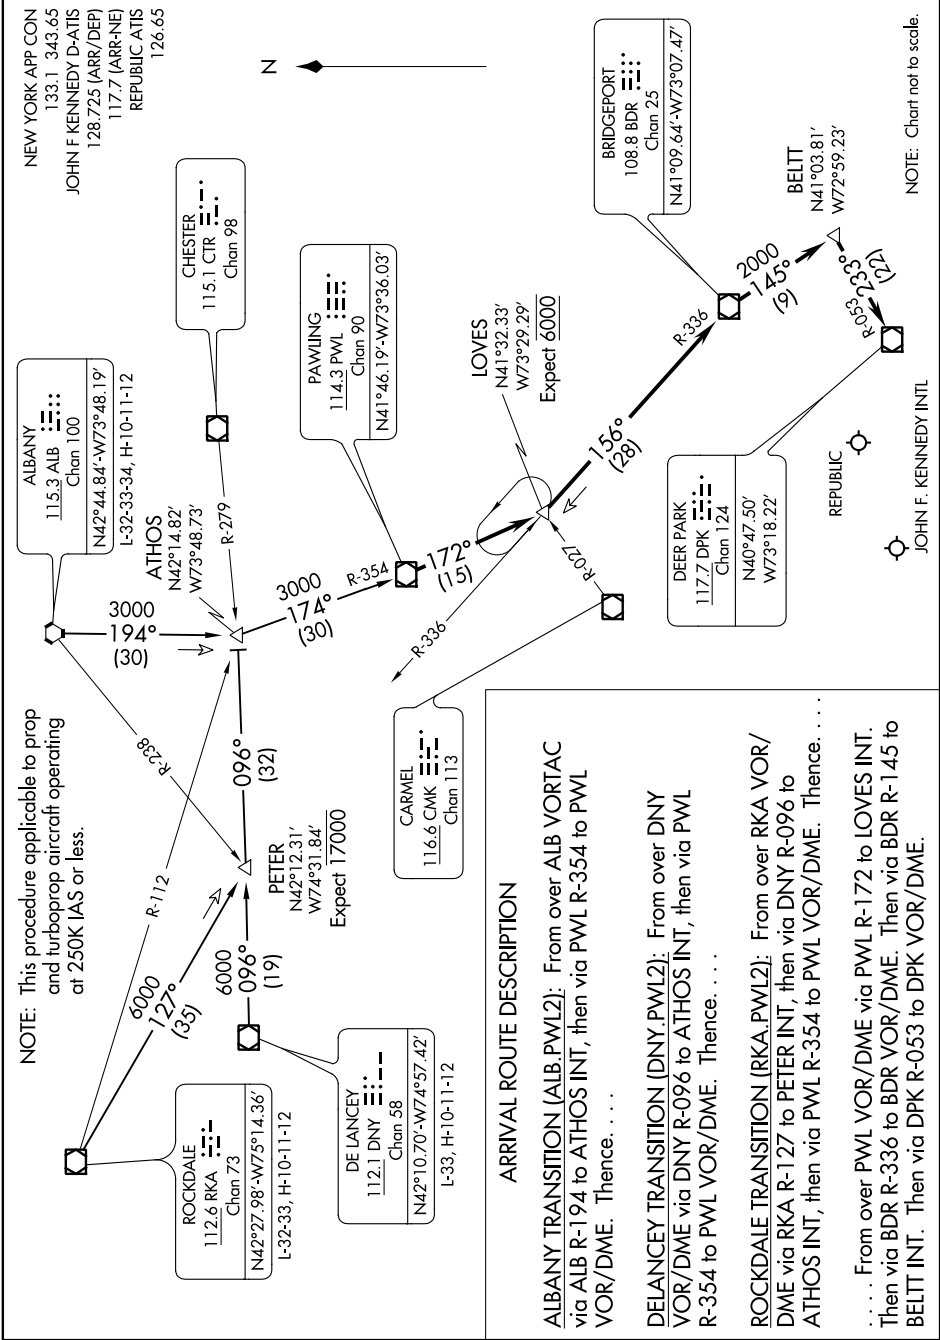 NEW YORK APP CON
133.1 343.65
JOHN F KENNEDY D-ATIS
128.725 (ARR/DEP)
117.7 (ARR-NE)
REPUBLIC ATIS
126.65
NOTE: This procedure applicable to prop
and turboprop aircraft operating
at 250K IAS or less.
N
ALBANY
115.3 ALB
Chan 100
N42°44.84'-W73°48.19'
L-32-33-34, H-10-11-12
CHESTER
115.1 CTR
Chan 98
ROCKDALE
112.6 RKA
Chan 73
N42°27.98'-W75°14.36'
L-32-33, H-10-11-12
6000
127°
(35)
R-112
R-238
3000
194°
(30)
ATHOS
N42°14.82'
W73°48.73'
R-279
DE LANCEY
112.1 DNY
Chan 58
N42°10.70'-W74°57.42'
L-33, H-10-11-12
6000
096°
(19)
PETER
N42°12.31'
W74°31.84'
Expect 17000
096°
(32)
3000
174°
(30)
R-354
PAWLING
114.3 PWL
Chan 90
N41°46.19'-W73°36.03'
172°
(15)
R-336
LOVES
N41°32.33'
W73°29.29'
Expect 6000
CARMEL
116.6 CMK
Chan 113
R-027
156°
(28)
R-336
BRIDGEPORT
108.8 BDR
Chan 25
N41°09.64'-W73°07.47'
2000
145°
(9)
BELTT
N41°03.81'
W72°59.23'
R-053
233°
(22)
DEER PARK
117.7 DPK
Chan 124
N40°47.50'
W73°18.22'
REPUBLIC
JOHN F. KENNEDY INTL
NOTE: Chart not to scale.
ARRIVAL ROUTE DESCRIPTION
ALBANY TRANSITION (ALB.PWL2): From over ALB VORTAC
via ALB R-194 to ATHOS INT, then via PWL R-354 to PWL
VOR/DME. Thence. . . .
DELANCEY TRANSITION (DNY.PWL2): From over DNY
VOR/DME via DNY R-096 to ATHOS INT, then via PWL
R-354 to PWL VOR/DME. Thence. . . .
ROCKDALE TRANSITION (RKA.PWL2): From over RKA VOR/
DME via RKA R-127 to PETER INT, then via DNY R-096 to
ATHOS INT, then via PWL R-354 to PWL VOR/DME. Thence. . . .
. . . . From over PWL VOR/DME via PWL R-172 to LOVES INT.
Then via BDR R-336 to BDR VOR/DME. Then via BDR R-145 to
BELTT INT. Then via DPK R-053 to DPK VOR/DME.